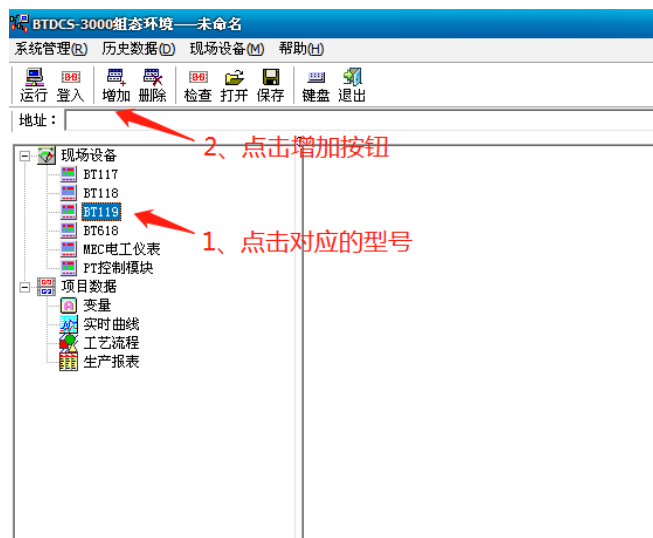 BTDCS-3000组态环境——未命名
系统管理(R) 历史数据(D) 现场设备(M) 帮助(H)
运行 登入 增加 删除 检查 打开 保存 键盘 退出
地址：
2、点击增加按钮
现场设备
BT117
BT118
BT119
1、点击对应的型号
BT618
MEC电工仪表
PT控制模块
项目数据
变量
实时曲线
工艺流程
生产报表